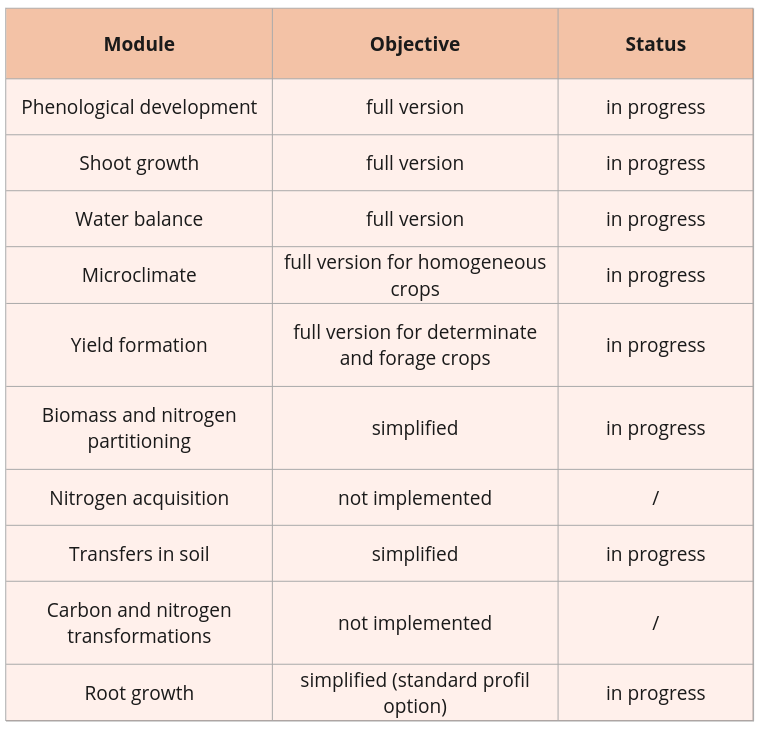 Module Objective Status
Phenological development full version in progress
Shoot growth full version in progress
Water balance full version in progress
Microclimate full version for homogeneous crops in progress
Yield formation full version for determinate and forage crops in progress
Biomass and nitrogen partitioning simplified in progress
Nitrogen acquisition not implemented /
Transfers in soil simplified in progress
Carbon and nitrogen transformations not implemented /
Root growth simplified (standard profil option) in progress